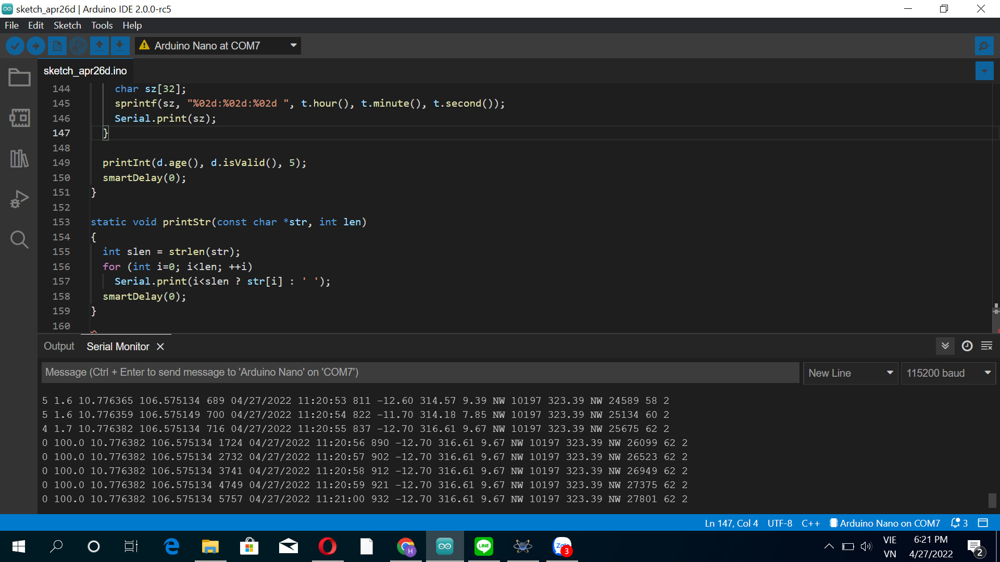 sketch_apr26d | Arduino IDE 2.0.0-rc5
File Edit Sketch Tools Help
Arduino Nano at COM7
sketch_apr26d.ino
144 char sz[32];
145 sprintf(sz, "%02d:%02d:%02d ", t.hour(), t.minute(), t.second());
146 Serial.print(sz);
147 }
148
149 printInt(d.age(), d.isValid(), 5);
150 smartDelay(0);
151 }
152
153 static void printStr(const char *str, int len)
154 {
155 int slen = strlen(str);
156 for (int i=0; i<len; ++i)
157 Serial.print(i<slen ? str[i] : ' ');
158 smartDelay(0);
159 }
160
Output Serial Monitor
Message (Ctrl + Enter to send message to 'Arduino Nano' on 'COM7') New Line 115200 baud
5 1.6 10.776365 106.575134 689 04/27/2022 11:20:53 811 -12.60 314.57 9.39 NW 10197 323.39 NW 24589 58 2
5 1.6 10.776359 106.575149 700 04/27/2022 11:20:54 822 -11.70 314.18 7.85 NW 10197 323.39 NW 25134 60 2
4 1.7 10.776382 106.575134 716 04/27/2022 11:20:55 837 -12.70 316.61 9.67 NW 10197 323.39 NW 25675 62 2
0 100.0 10.776382 106.575134 1724 04/27/2022 11:20:56 890 -12.70 316.61 9.67 NW 10197 323.39 NW 26099 62 2
0 100.0 10.776382 106.575134 2732 04/27/2022 11:20:57 902 -12.70 316.61 9.67 NW 10197 323.39 NW 26523 62 2
0 100.0 10.776382 106.575134 3741 04/27/2022 11:20:58 912 -12.70 316.61 9.67 NW 10197 323.39 NW 26949 62 2
0 100.0 10.776382 106.575134 4749 04/27/2022 11:20:59 921 -12.70 316.61 9.67 NW 10197 323.39 NW 27375 62 2
0 100.0 10.776382 106.575134 5757 04/27/2022 11:21:00 932 -12.70 316.61 9.67 NW 10197 323.39 NW 27801 62 2
Ln 147, Col 4 UTF-8 C++ Arduino Nano on COM7 3
H LINE Zalo 3
VIE 6:21 PM
VN 4/27/2022 2